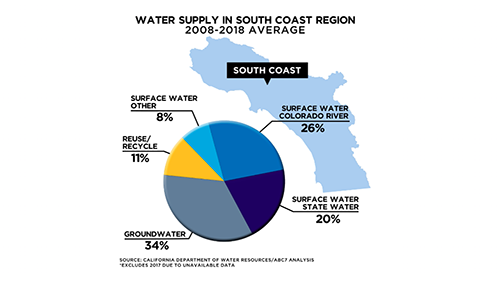 WATER SUPPLY IN SOUTH COAST REGION
2008-2018 AVERAGE
SOUTH COAST
SURFACE WATER
OTHER
8%
SURFACE WATER
COLORADO RIVER
26%
REUSE/
RECYCLE
11%
SURFACE WATER
STATE WATER
20%
GROUNDWATER
34%
SOURCE: CALIFORNIA DEPARTMENT OF WATER RESOURCES/ABC7 ANALYSIS
*EXCLUDES 2017 DUE TO UNAVAILABLE DATA